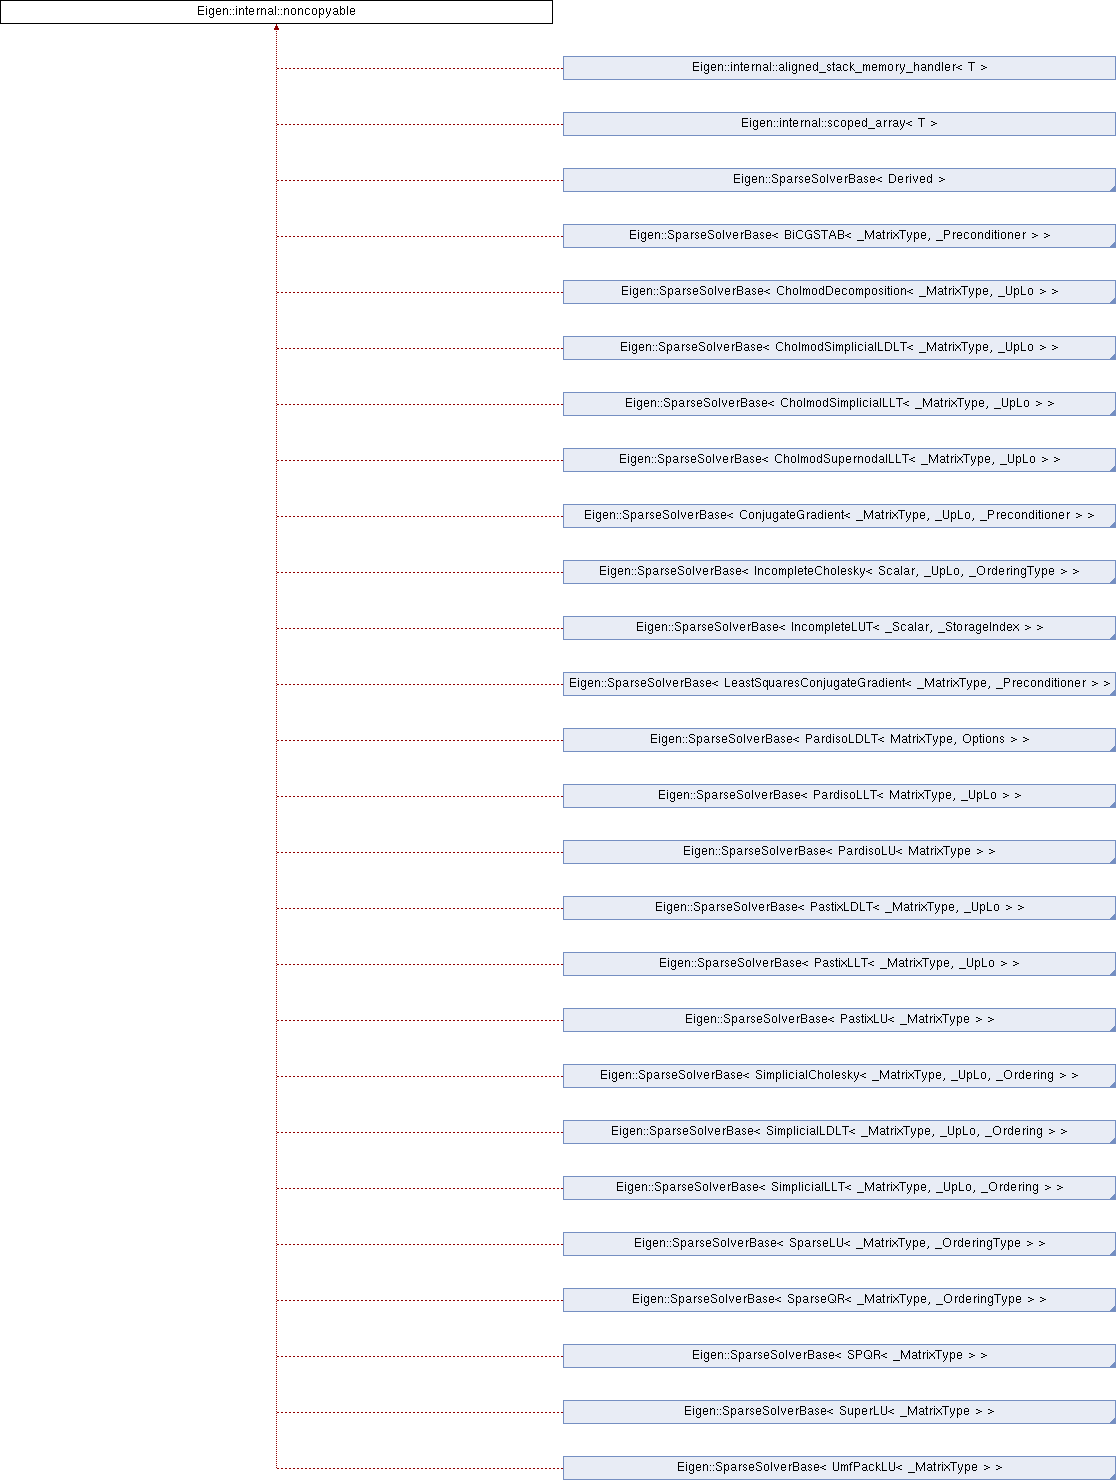 Eigen::internal::noncopyable
Eigen::internal::aligned_stack_memory_handler< T >
Eigen::internal::scoped_array< T >
Eigen::SparseSolverBase< Derived >
Eigen::SparseSolverBase< BiCGSTAB< _MatrixType, _Preconditioner > >
Eigen::SparseSolverBase< CholmodDecomposition< _MatrixType, _UpLo > >
Eigen::SparseSolverBase< CholmodSimplicialLDLT< _MatrixType, _UpLo > >
Eigen::SparseSolverBase< CholmodSimplicialLLT< _MatrixType, _UpLo > >
Eigen::SparseSolverBase< CholmodSupernodalLLT< _MatrixType, _UpLo > >
Eigen::SparseSolverBase< ConjugateGradient< _MatrixType, _UpLo, _Preconditioner > >
Eigen::SparseSolverBase< IncompleteCholesky< Scalar, _UpLo, _OrderingType > >
Eigen::SparseSolverBase< IncompleteLUT< _Scalar, _StorageIndex > >
Eigen::SparseSolverBase< LeastSquaresConjugateGradient< _MatrixType, _Preconditioner > >
Eigen::SparseSolverBase< PardisoLDLT< MatrixType, Options > >
Eigen::SparseSolverBase< PardisoLLT< MatrixType, _UpLo > >
Eigen::SparseSolverBase< PardisoLU< MatrixType > >
Eigen::SparseSolverBase< PastixLDLT< _MatrixType, _UpLo > >
Eigen::SparseSolverBase< PastixLLT< _MatrixType, _UpLo > >
Eigen::SparseSolverBase< PastixLU< _MatrixType > >
Eigen::SparseSolverBase< SimplicialCholesky< _MatrixType, _UpLo, _Ordering > >
Eigen::SparseSolverBase< SimplicialLDLT< _MatrixType, _UpLo, _Ordering > >
Eigen::SparseSolverBase< SimplicialLLT< _MatrixType, _UpLo, _Ordering > >
Eigen::SparseSolverBase< SparseLU< _MatrixType, _OrderingType > >
Eigen::SparseSolverBase< SparseQR< _MatrixType, _OrderingType > >
Eigen::SparseSolverBase< SPQR< _MatrixType > >
Eigen::SparseSolverBase< SuperLU< _MatrixType > >
Eigen::SparseSolverBase< UmfPackLU< _MatrixType > >